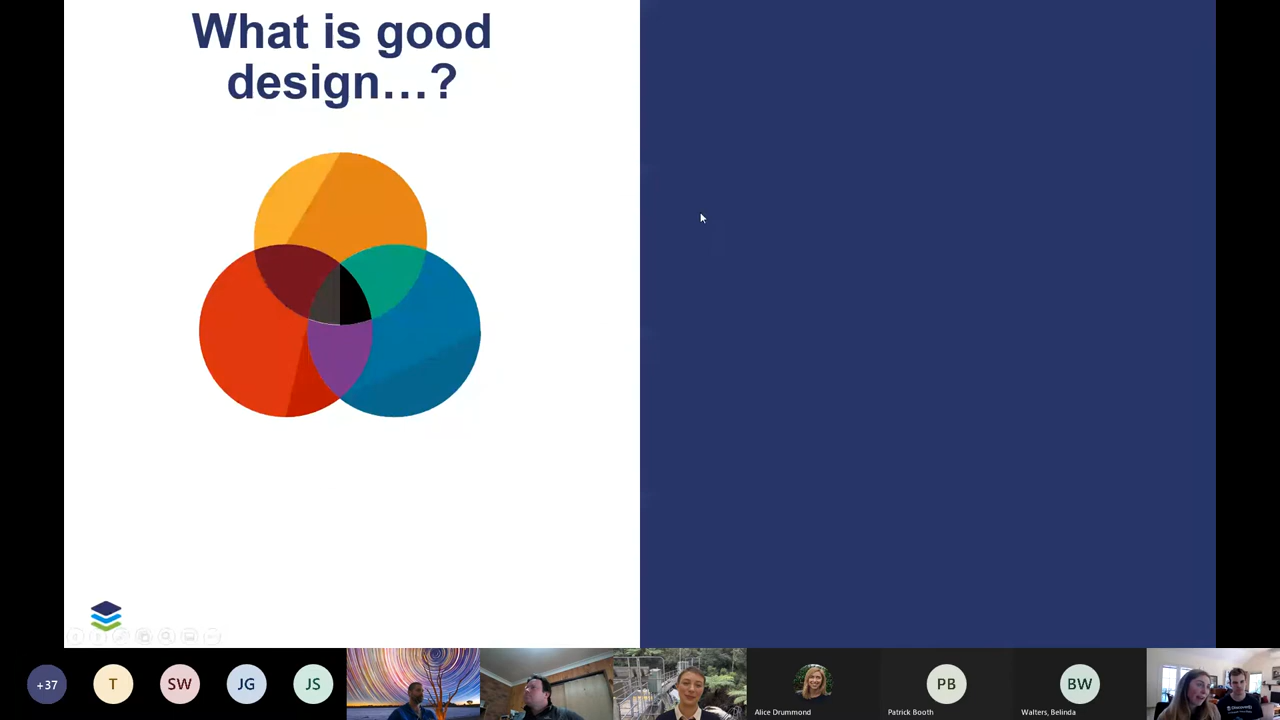 What is good
design…?
+37
T
SW
JG
JS
Alice Drummond
PB
Patrick Booth
BW
Walters, Belinda